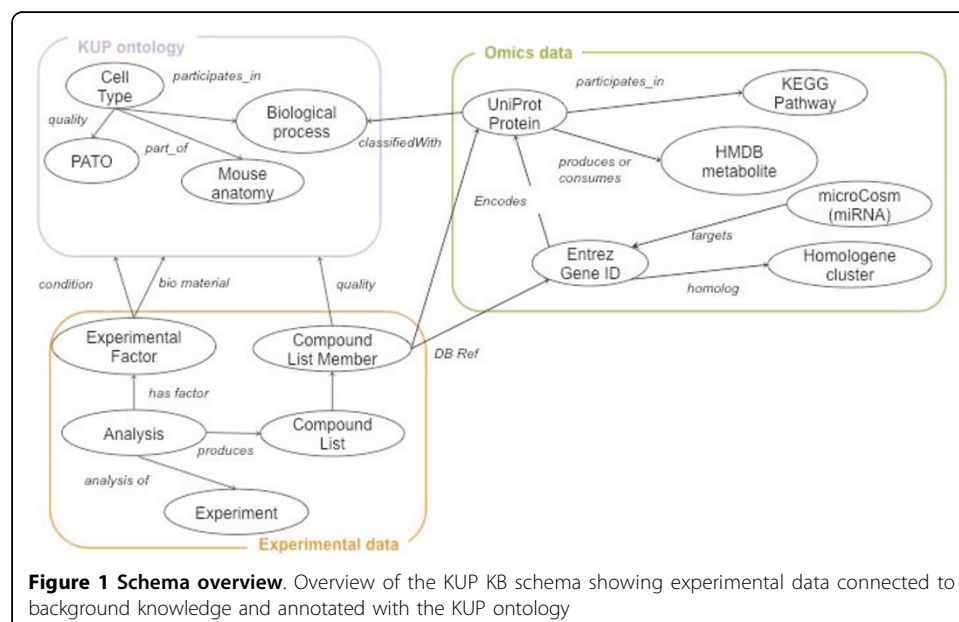 KUP ontology
Cell
Type
participates_in
Biological
process
quality
part_of
PATO
Mouse
anatomy
Omics data
UniProt
Protein
participates_in
KEGG
Pathway
classifiedWith
produces or
consumes
HMDB
metabolite
Encodes
microCosm
(miRNA)
targets
Entrez
Gene ID
Homologene
cluster
homolog
condition
bio material
quality
DB Ref
Experimental
Factor
Compound
List Member
has factor
Analysis
produces
Compound
List
analysis of
Experiment
Experimental data
Figure 1 Schema overview. Overview of the KUP KB schema showing experimental data connected to
background knowledge and annotated with the KUP ontology